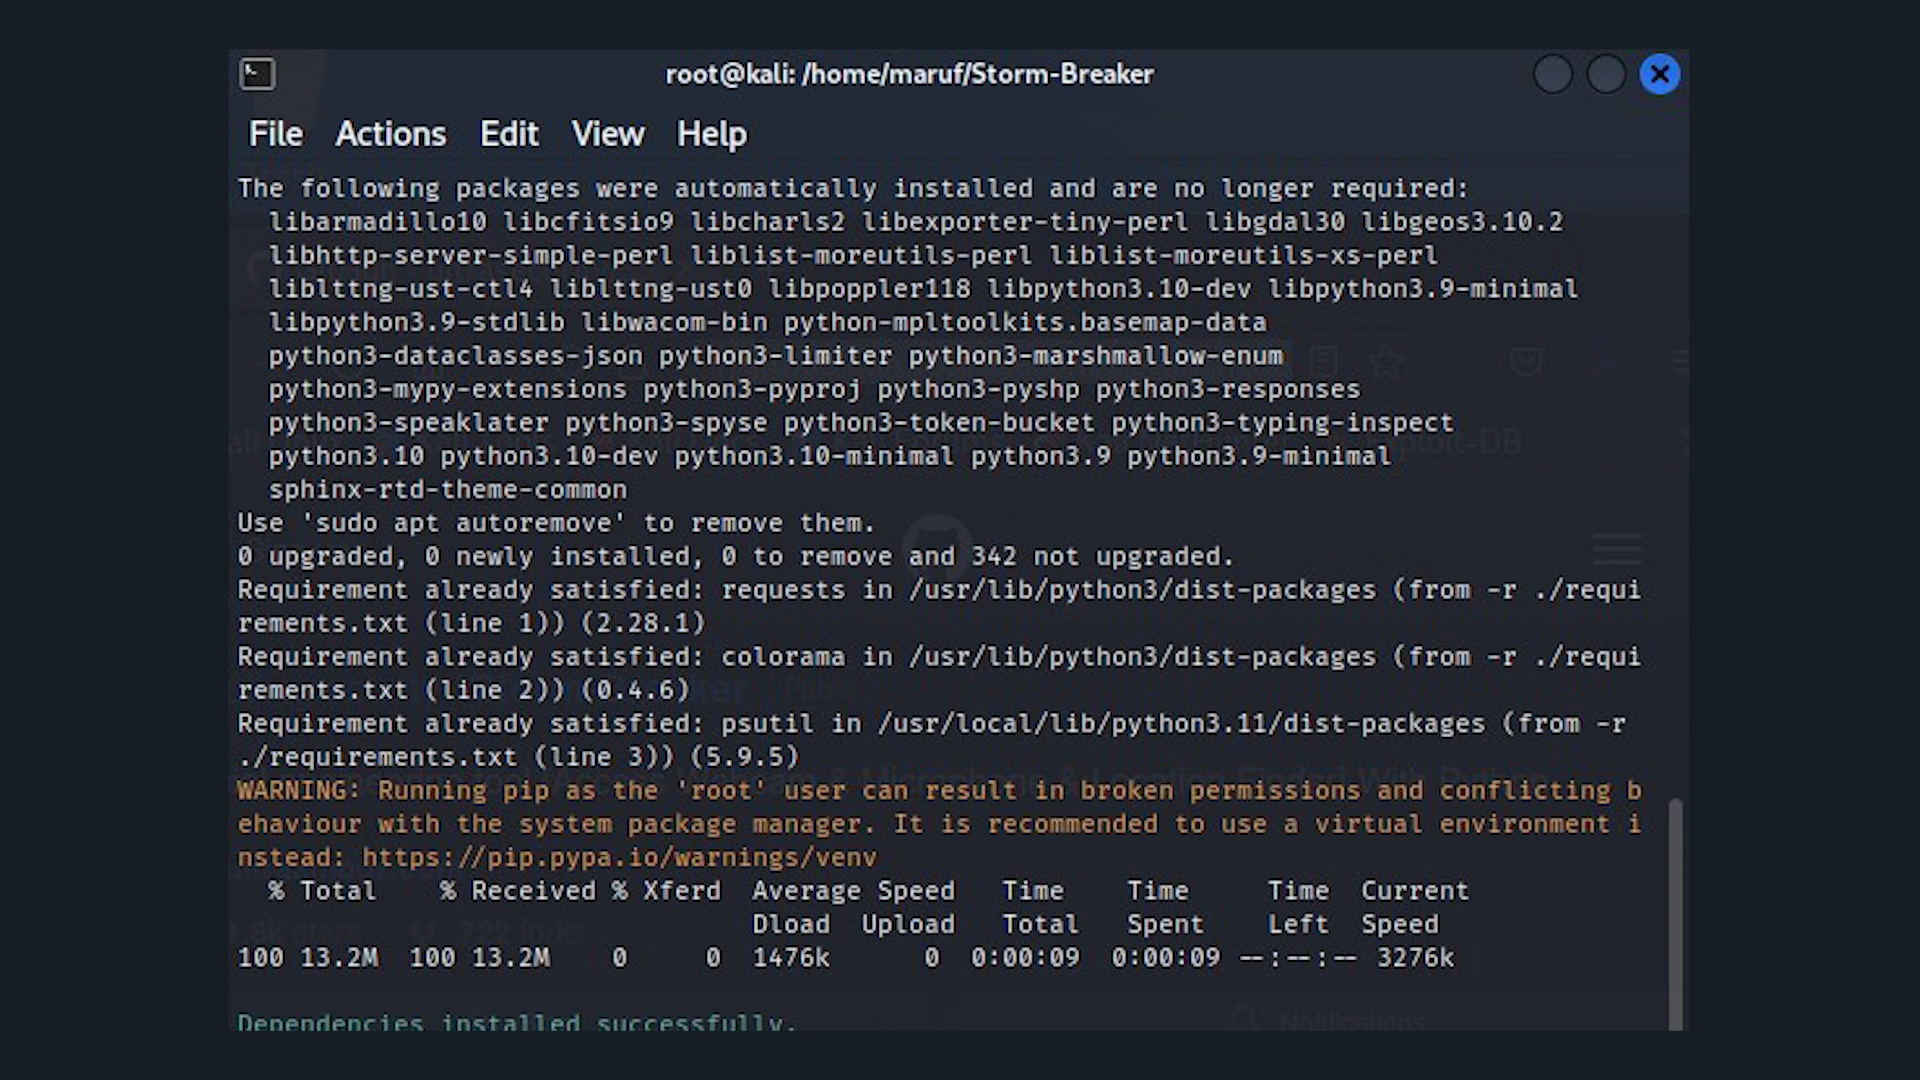 root@kali: /home/maruf/Storm-Breaker
File Actions Edit View Help
The following packages were automatically installed and are no longer required:
libarmadillo10 libcfitsio9 libcharls2 libexporter-tiny-perl libgdal30 libgeos3.10.2
libhttp-server-simple-perl liblist-moreutils-perl liblist-moreutils-xs-perl
liblttng-ust-ctl4 liblttng-ust0 libpoppler118 libpython3.10-dev libpython3.9-minimal
libpython3.9-stdlib libwacom-bin python-mpltoolkits.basemap-data
python3-dataclasses-json python3-limiter python3-marshmallow-enum
python3-mypy-extensions python3-pyproj python3-pyshp python3-responses
python3-speaklater python3-spyse python3-token-bucket python3-typing-inspect
python3.10 python3.10-dev python3.10-minimal python3.9 python3.9-minimal
sphinx-rtd-theme-common
Use 'sudo apt autoremove' to remove them.
0 upgraded, 0 newly installed, 0 to remove and 342 not upgraded.
Requirement already satisfied: requests in /usr/lib/python3/dist-packages (from -r ./requi
rements.txt (line 1)) (2.28.1)
Requirement already satisfied: colorama in /usr/lib/python3/dist-packages (from -r ./requi
rements.txt (line 2)) (0.4.6)
Requirement already satisfied: psutil in /usr/local/lib/python3.11/dist-packages (from -r
./requirements.txt (line 3)) (5.9.5)
WARNING: Running pip as the 'root' user can result in broken permissions and conflicting b
ehaviour with the system package manager. It is recommended to use a virtual environment i
nstead: https://pip.pypa.io/warnings/venv
% Total % Received % Xferd Average Speed Time Time Time Current
Dload Upload Total Spent Left Speed
100 13.2M 100 13.2M 0 0 1476k 0 0:00:09 0:00:09 --:--:-- 3276k
Dependencies installed successfully.